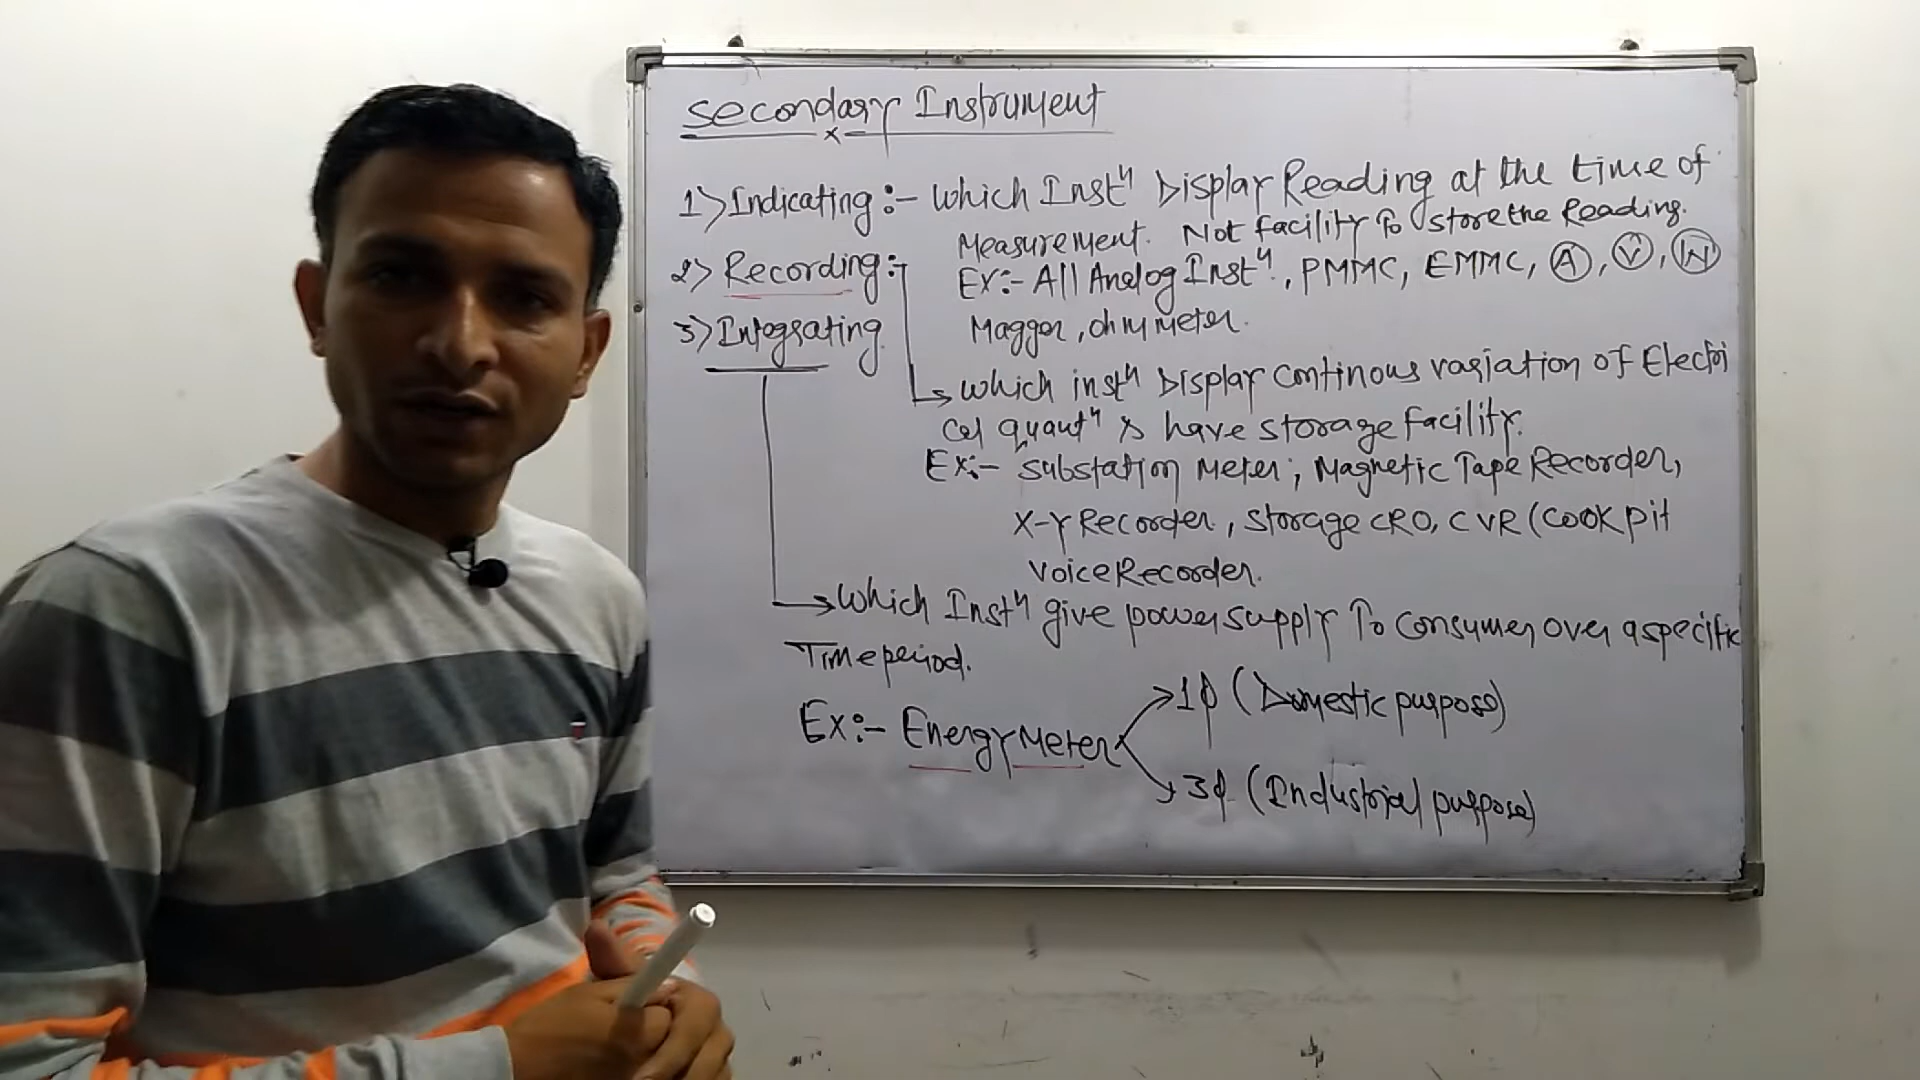 Secondary Instrument
x
1> Indicating :- Which Instⁿ Display Reading at the time of
Measurement. Not facility To store the Reading.
2> Recording :-
Ex:- All Analog Instⁿ., PMMC, EMMC, A, V, W
3> Integrating
Magger, ohm meter.
Which instⁿ Display continous variation of Electri
cal quantⁿ & have storage facility.
Ex:- substation Meter, Magnetic Tape Recorder,
X-Y Recorder, Storage CRO, CVR (Cook pit
Voice Recorder.
Which Instⁿ give power supply To consumer over a specific
Time period.
1φ (Domestic purpose)
Ex:- Energy Meter
3φ (Industrial purpose)